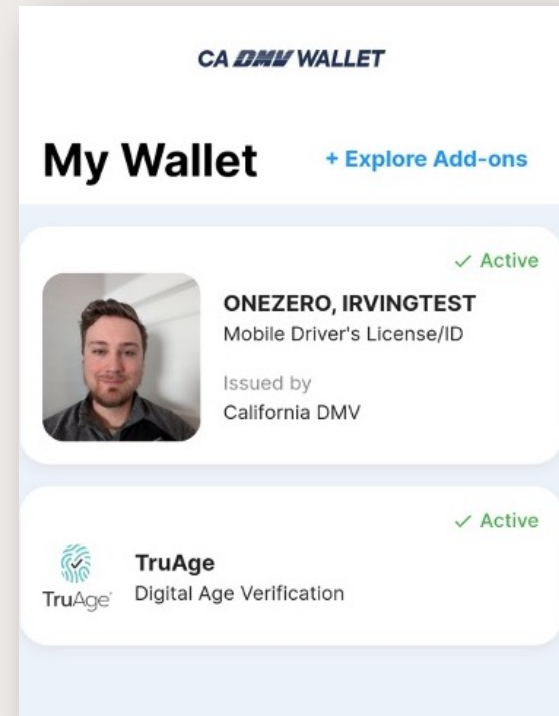 CA DMV WALLET
My Wallet
+ Explore Add-ons
✓ Active
ONEZERO, IRVINGTEST
Mobile Driver's License/ID
Issued by
California DMV
✓ Active
TruAge
TruAge
Digital Age Verification